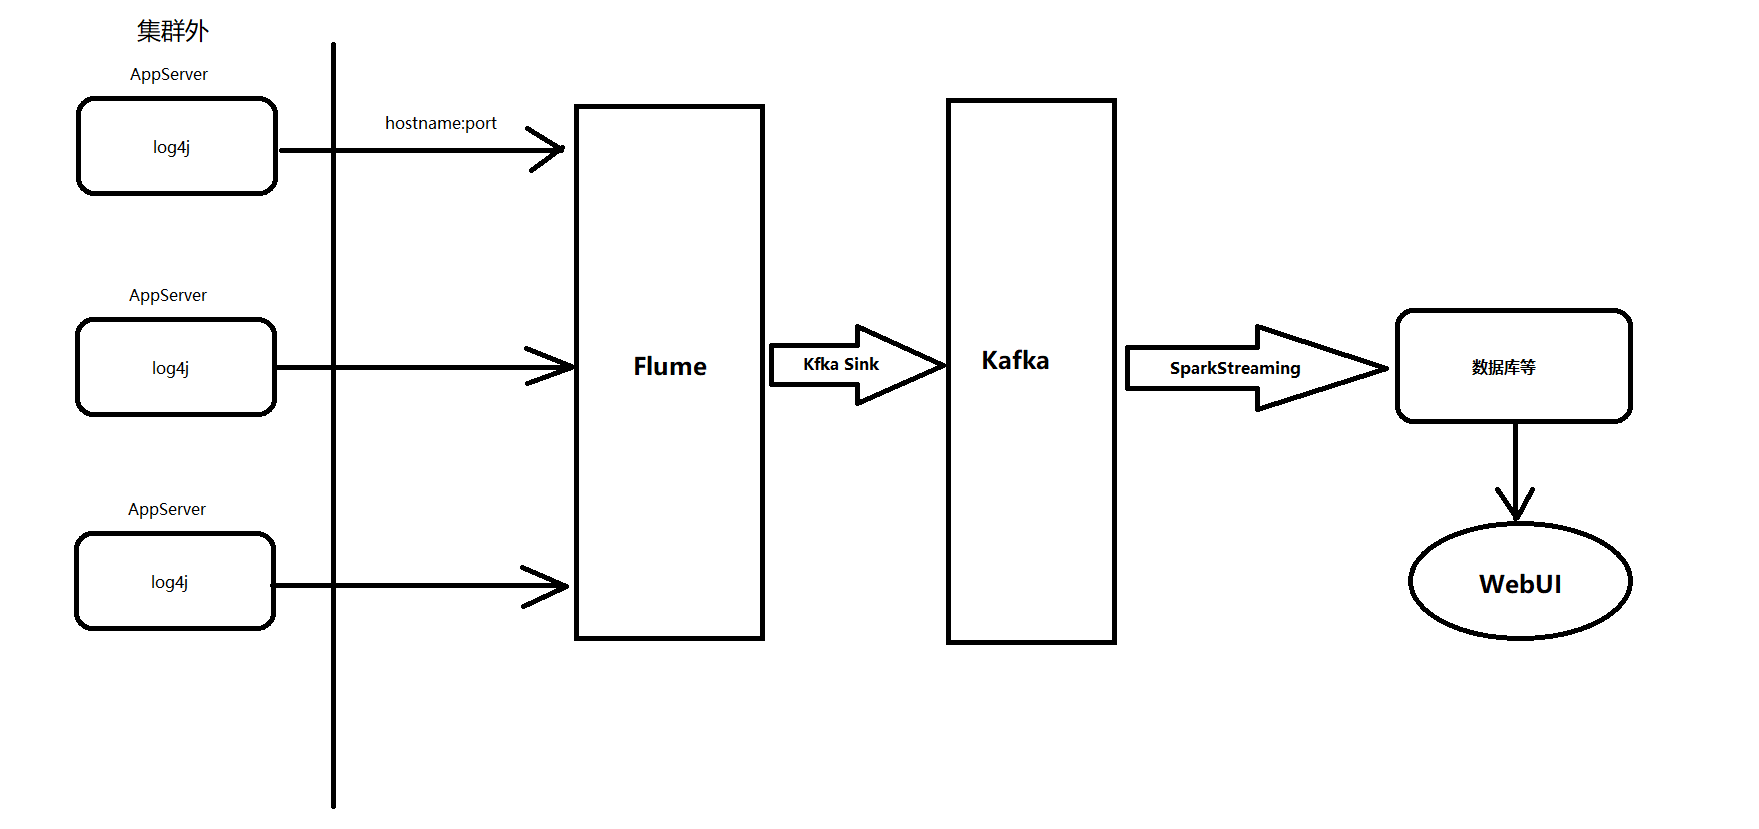 集群外
AppServer
log4j
hostname:port
AppServer
log4j
AppServer
log4j
Flume
Kfka Sink
Kafka
SparkStreaming
数据库等
WebUI